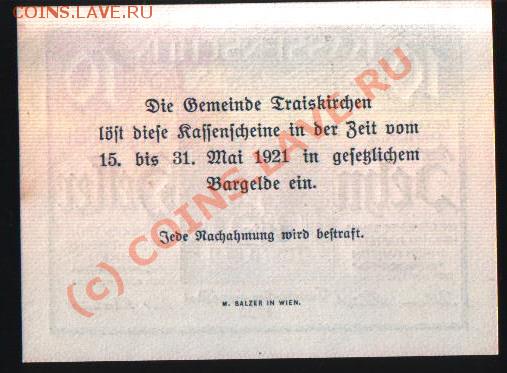 COINS.LAVE.RU
Die Gemeinde Traiskirchen
löst diese Kassenscheine in der Zeit vom
15. bis 31. Mai 1921 in gesetzlichem
Bargelde ein.
Jede Nachahmung wird bestraft.
M. SALZER IN WIEN.
(c) COINS.LAVE.RU